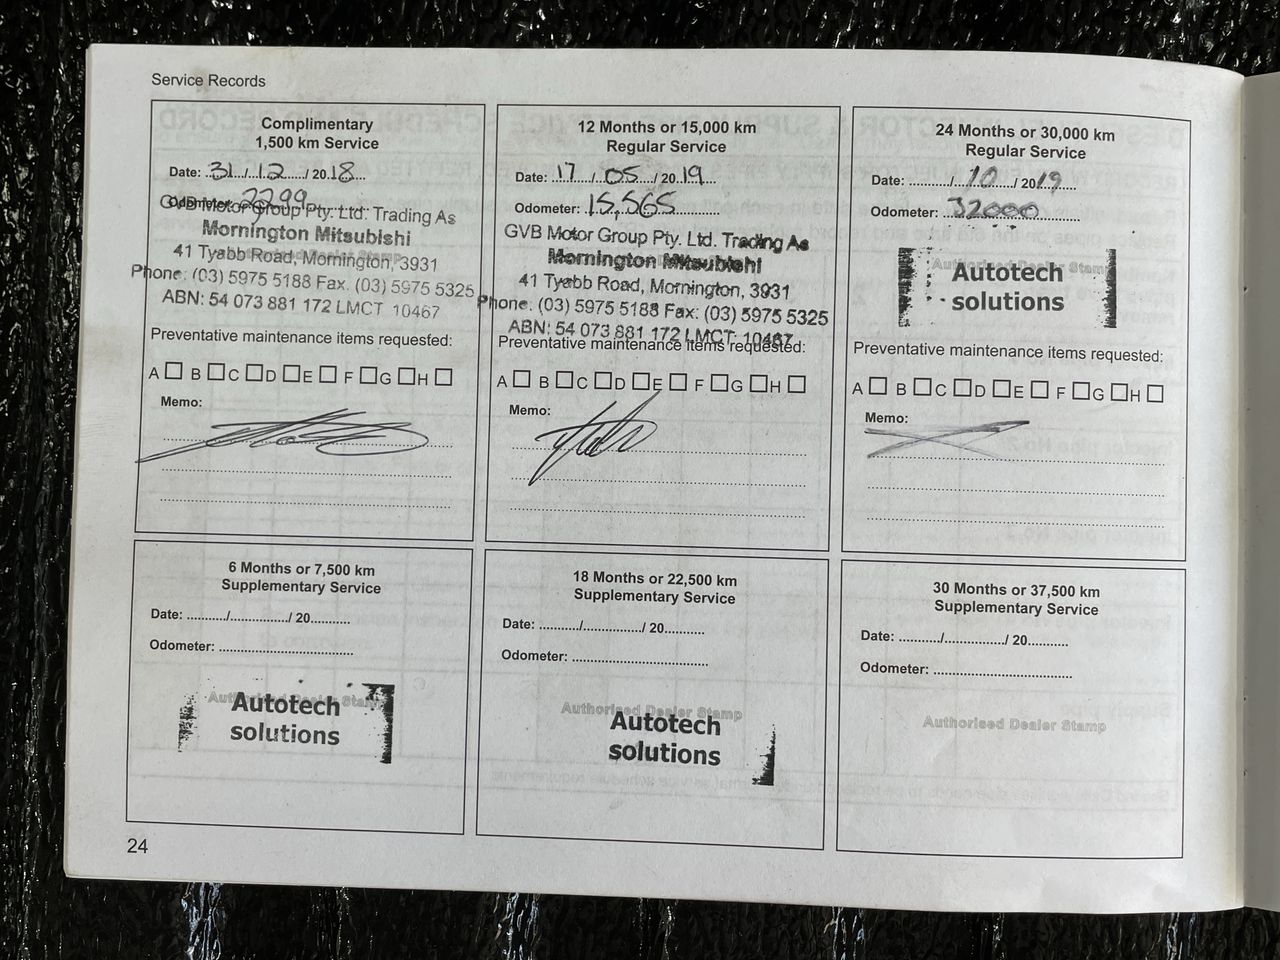 Service Records
Complimentary
1,500 km Service
Date: 31/12/2018
Odometer: 2299
GVB Motor Group Pty. Ltd. Trading As
Mornington Mitsubishi
41 Tyabb Road, Mornington, 3931
Phone: (03) 5975 5188 Fax. (03) 5975 5325
ABN: 54 073 881 172 LMCT 10467
Preventative maintenance items requested:
A B C D E F G H
Memo:
12 Months or 15,000 km
Regular Service
Date: 17/05/2019
Odometer: 15,565
GVB Motor Group Pty. Ltd. Trading As
Mornington Mitsubishi
41 Tyabb Road, Mornington, 3931
Phone: (03) 5975 5188 Fax: (03) 5975 5325
ABN: 54 073 881 172 LMCT: 10467
Preventative maintenance items requested:
A B C D E F G H
Memo:
24 Months or 30,000 km
Regular Service
Date: ........./10/2019
Odometer: 32000
Authorised Dealer Stamp
Autotech
solutions
Preventative maintenance items requested:
A B C D E F G H
Memo:
6 Months or 7,500 km
Supplementary Service
Date: ........../............../ 20..........
Odometer: ..................................
Authorised Dealer Stamp
Autotech
solutions
18 Months or 22,500 km
Supplementary Service
Date: ........../............../ 20..........
Odometer: ..................................
Authorised Dealer Stamp
Autotech
solutions
30 Months or 37,500 km
Supplementary Service
Date: ........../............../ 20..........
Odometer: ..................................
Authorised Dealer Stamp
24